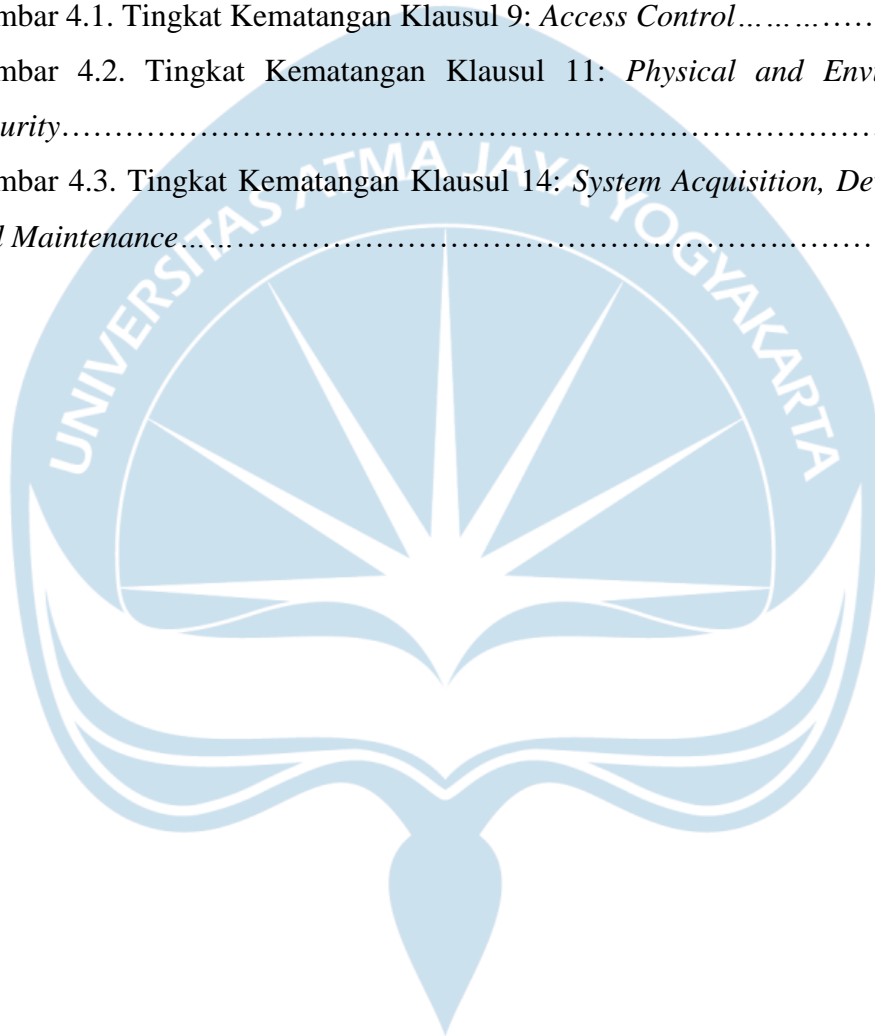 mbar 4.1. Tingkat Kematangan Klausul 9: Access Control…………..
mbar 4.2. Tingkat Kematangan Klausul 11: Physical and Envi
urity……………………………………………………………………………
mbar 4.3. Tingkat Kematangan Klausul 14: System Acquisition, De
l Maintenance……………………………………………………….………
UNIVERSITAS ATMA JAYA YOGYAKARTA